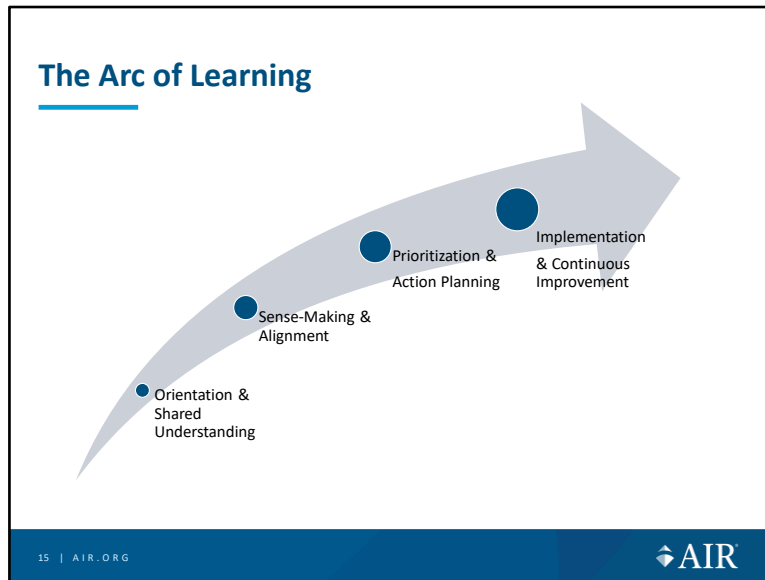 The Arc of Learning
Implementation
& Continuous
Improvement
Prioritization &
Action Planning
Sense-Making &
Alignment
Orientation &
Shared
Understanding
15 | AIR.ORG
AIR®